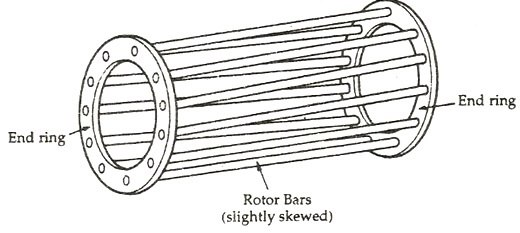 End ring
End ring
Rotor Bars
(slightly skewed)